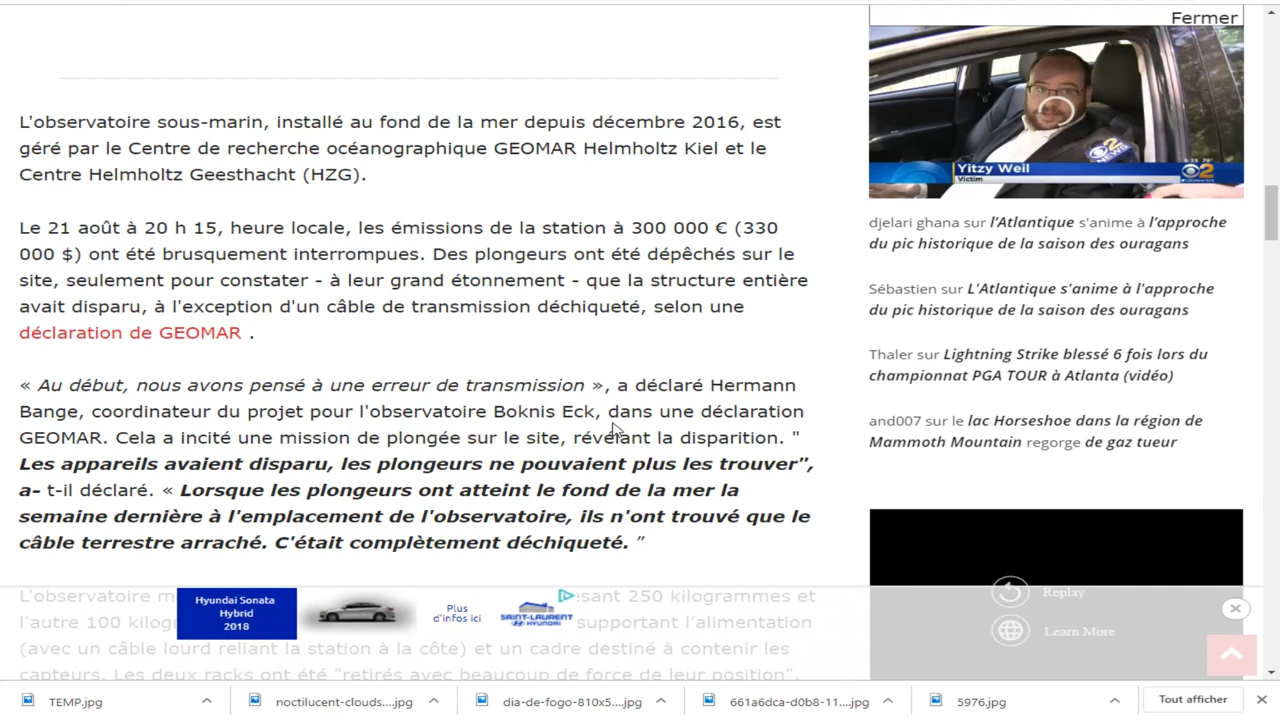 Fermer
L'observatoire sous-marin, installé au fond de la mer depuis décembre 2016, est
géré par le Centre de recherche océanographique GEOMAR Helmholtz Kiel et le
Centre Helmholtz Geesthacht (HZG).
Le 21 août à 20 h 15, heure locale, les émissions de la station à 300 000 € (330
000 $) ont été brusquement interrompues. Des plongeurs ont été dépêchés sur le
site, seulement pour constater - à leur grand étonnement - que la structure entière
avait disparu, à l'exception d'un câble de transmission déchiqueté, selon une
déclaration de GEOMAR .
« Au début, nous avons pensé à une erreur de transmission », a déclaré Hermann
Bange, coordinateur du projet pour l'observatoire Boknis Eck, dans une déclaration
GEOMAR. Cela a incité une mission de plongée sur le site, révélant la disparition. "
Les appareils avaient disparu, les plongeurs ne pouvaient plus les trouver",
a- t-il déclaré. « Lorsque les plongeurs ont atteint le fond de la mer la
semaine dernière à l'emplacement de l'observatoire, ils n'ont trouvé que le
câble terrestre arraché. C'était complètement déchiqueté. ”
L'observatoire m
sant 250 kilogrammes et
l'autre 100 kilog
supportant l’alimentation
(avec un câble lourd reliant la station à la côte) et un cadre destiné à contenir les
capteurs. Les deux racks ont été "retirés avec beaucoup de force de leur position",
Hyundai Sonata
Hybrid
2018
Plus
d'infos ici
SAINT-LAURENT
HYUNDAI
Yitzy Weil
Victim
2 NEWS
6:35 78°
2
djelari ghana sur l’Atlantique s'anime à l’approche
du pic historique de la saison des ouragans
Sébastien sur L'Atlantique s'anime à l'approche
du pic historique de la saison des ouragans
Thaler sur Lightning Strike blessé 6 fois lors du
championnat PGA TOUR à Atlanta (vidéo)
and007 sur le lac Horseshoe dans la région de
Mammoth Mountain regorge de gaz tueur
Replay
Learn More
TEMP.jpg
noctilucent-clouds....jpg
dia-de-fogo-810x5....jpg
661a6dca-d0b8-11....jpg
5976.jpg
Tout afficher